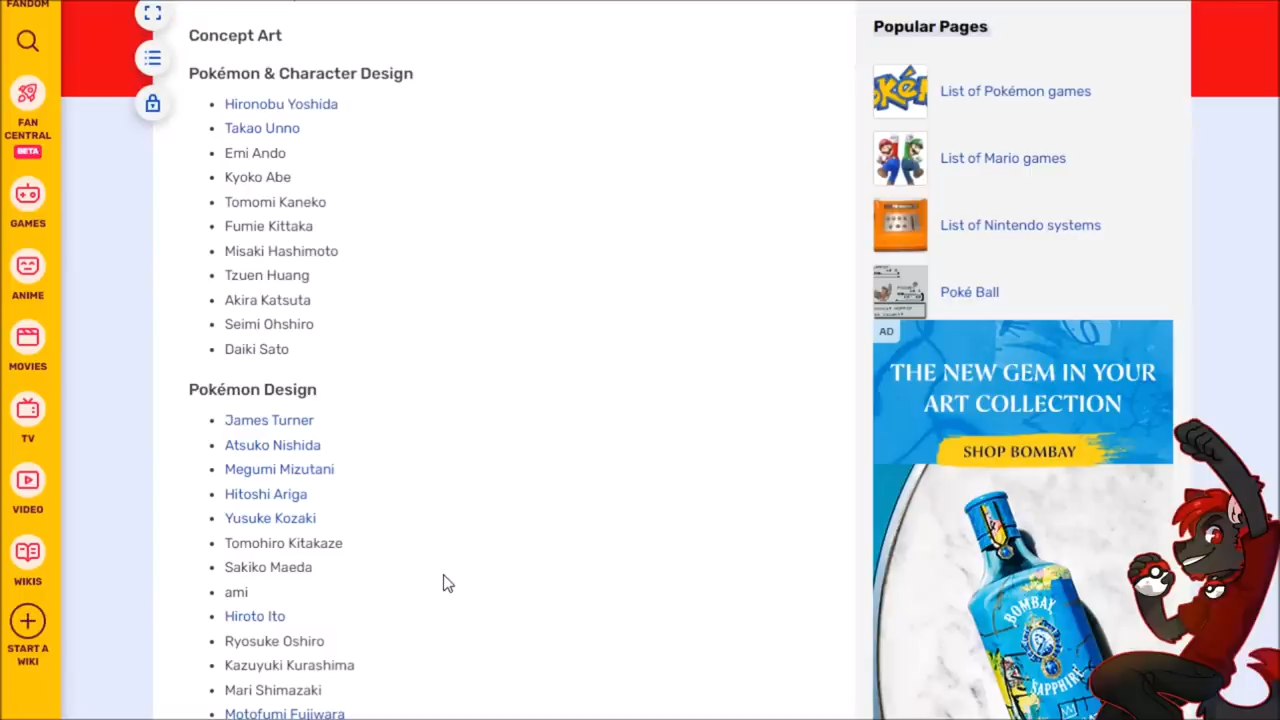 FANDOM
FAN
CENTRAL
BETA
GAMES
ANIME
MOVIES
TV
VIDEO
WIKIS
START A
WIKI
Concept Art
Pokémon & Character Design
Hironobu Yoshida
Takao Unno
Emi Ando
Kyoko Abe
Tomomi Kaneko
Fumie Kittaka
Misaki Hashimoto
Tzuen Huang
Akira Katsuta
Seimi Ohshiro
Daiki Sato
Pokémon Design
James Turner
Atsuko Nishida
Megumi Mizutani
Hitoshi Ariga
Yusuke Kozaki
Tomohiro Kitakaze
Sakiko Maeda
ami
Hiroto Ito
Ryosuke Oshiro
Kazuyuki Kurashima
Mari Shimazaki
Motofumi Fujiwara
Popular Pages
List of Pokémon games
List of Mario games
List of Nintendo systems
Poké Ball
AD
THE NEW GEM IN YOUR
ART COLLECTION
SHOP BOMBAY
BOMBAY
SAPPHIRE